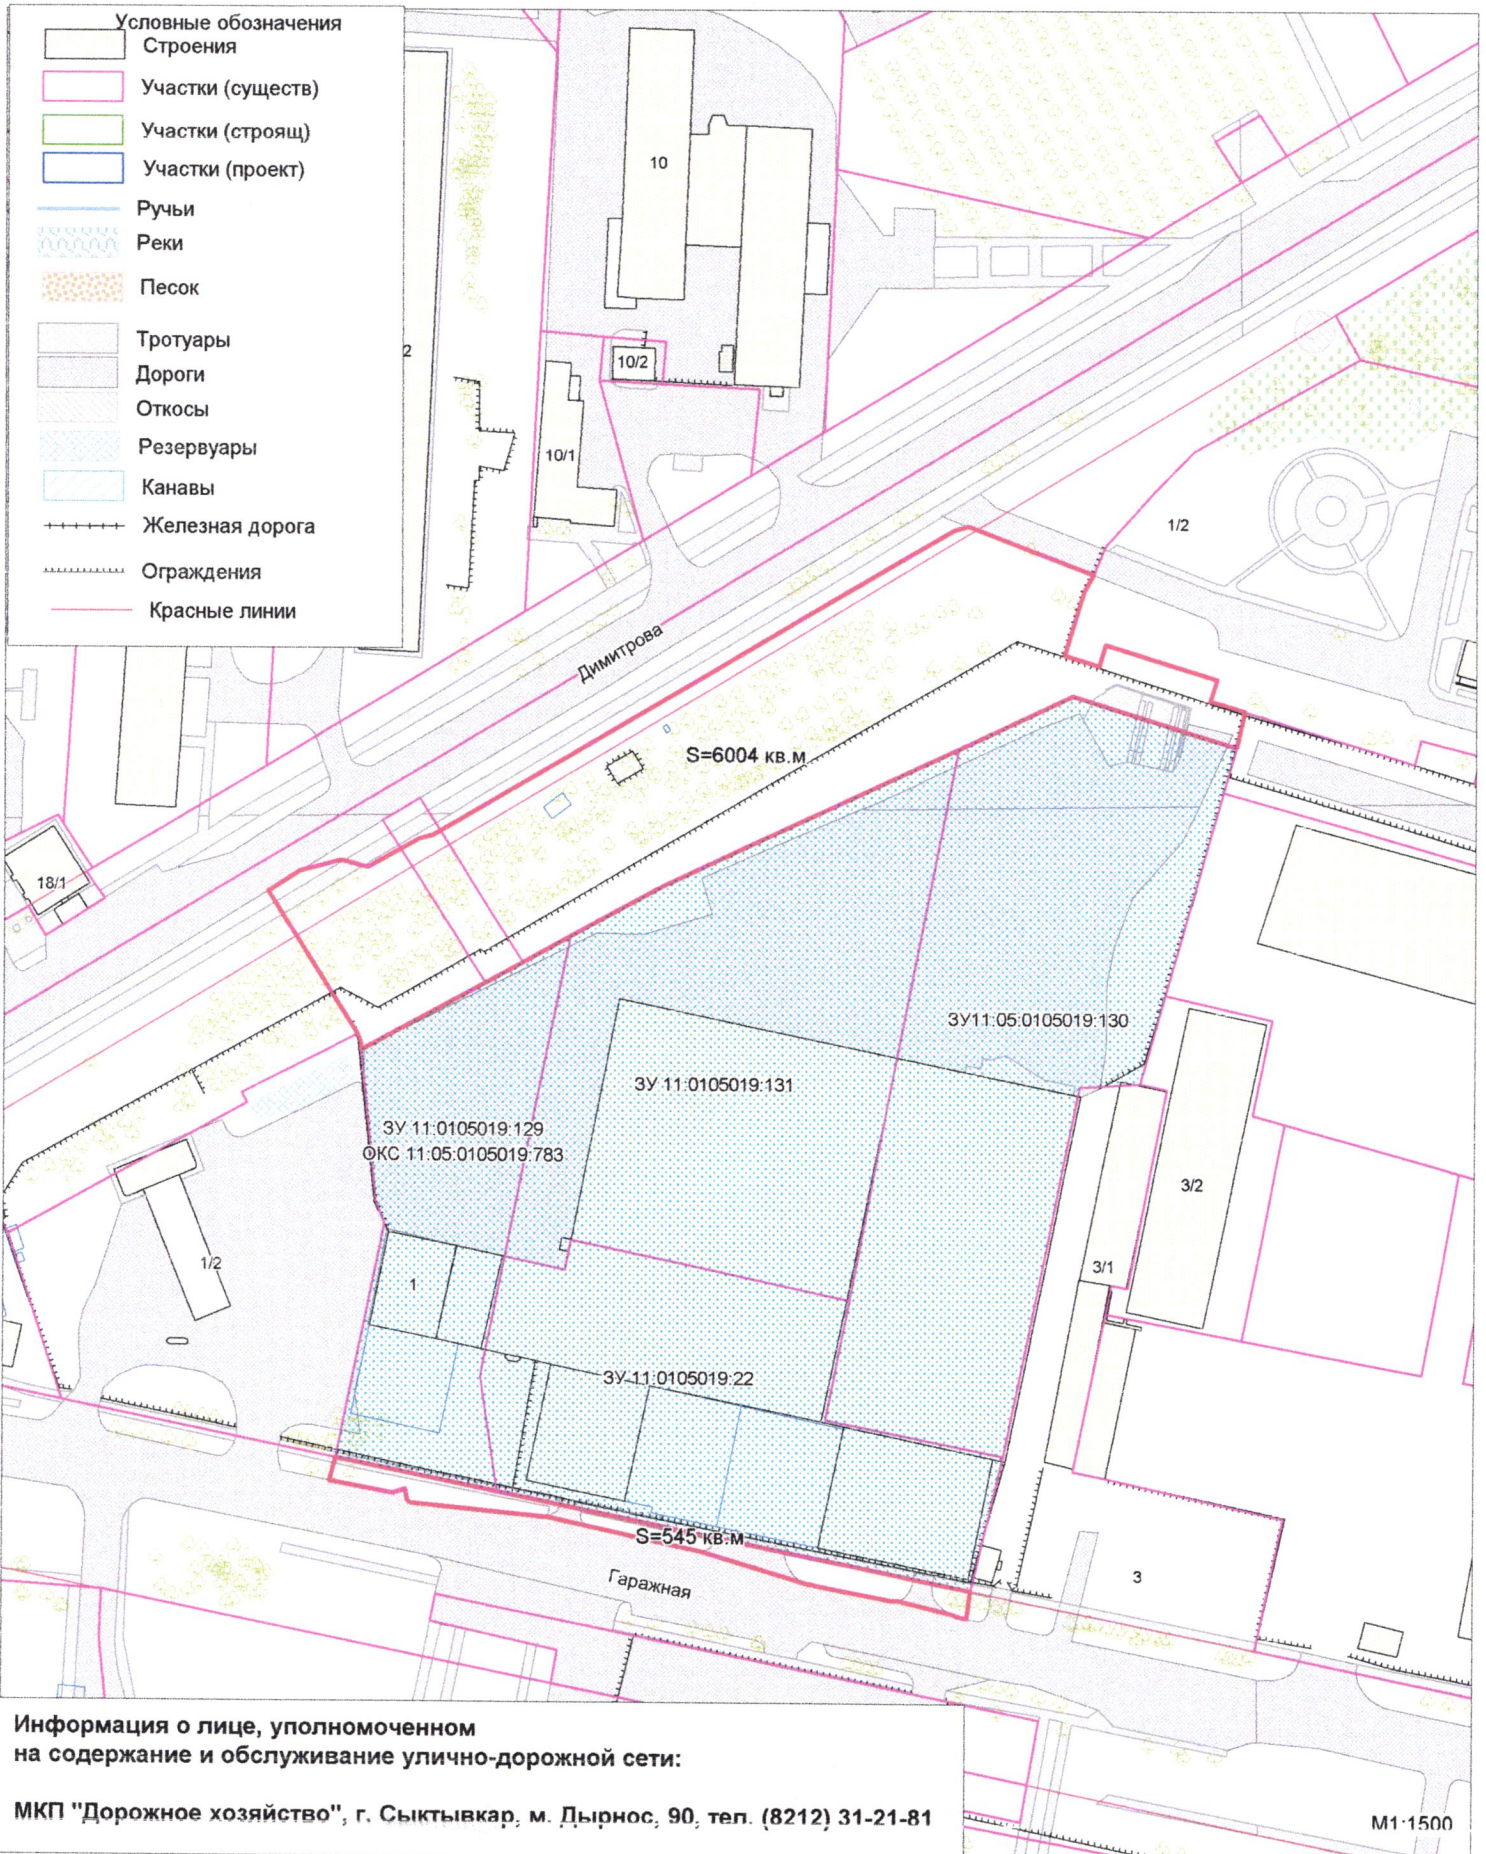 Условные обозначения
Строения
Участки (существ)
Участки (строящ)
Участки (проект)
Ручьи
Реки
Песок
Тротуары
Дороги
Откосы
Резервуары
Канавы
Железная дорога
Ограждения
Красные линии
10
2
10/2
10/1
1/2
Димитрова
S=6004 кв.м
18/1
ЗУ11:05:0105019:130
ЗУ 11:0105019:131
ЗУ 11:0105019:129
ОКС 11:05:0105019:783
3/2
1/2
3/1
1
ЗУ 11:0105019:22
S=545 кв.м
Гаражная
3
Информация о лице, уполномоченном
на содержание и обслуживание улично-дорожной сети:
МКП "Дорожное хозяйство", г. Сыктывкар, м. Дырнос, 90, тел. (8212) 31-21-81
М1:1500